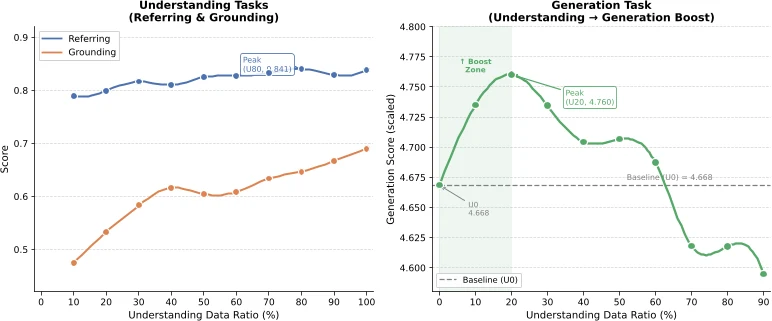 Understanding Tasks
(Referring & Grounding)
Score
0.9
0.8
0.7
0.6
0.5
Referring
Grounding
Peak
(U80, 0.841)
0 10 20 30 40 50 60 70 80 90 100
Understanding Data Ratio (%)
Generation Task
(Understanding → Generation Boost)
Generation Score (scaled)
4.800
4.775
4.750
4.725
4.700
4.675
4.650
4.625
4.600
↑ Boost
Zone
Peak
(U20, 4.760)
Baseline (U0) = 4.668
U0
4.668
Baseline (U0)
0 10 20 30 40 50 60 70 80 90
Understanding Data Ratio (%)